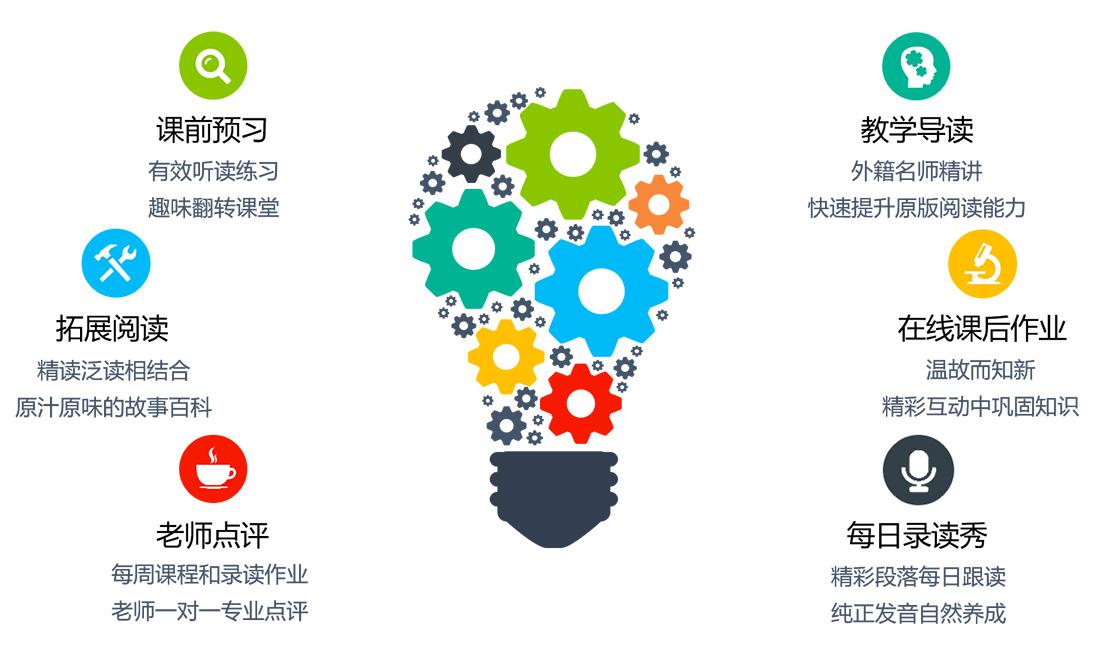 课前预习
有效听读练习
趣味翻转课堂
教学导读
外籍名师精讲
快速提升原版阅读能力
拓展阅读
精读泛读相结合
原汁原味的故事百科
在线课后作业
温故而知新
精彩互动中巩固知识
老师点评
每周课程和录读作业
老师一对一专业点评
每日录读秀
精彩段落每日跟读
纯正发音自然养成